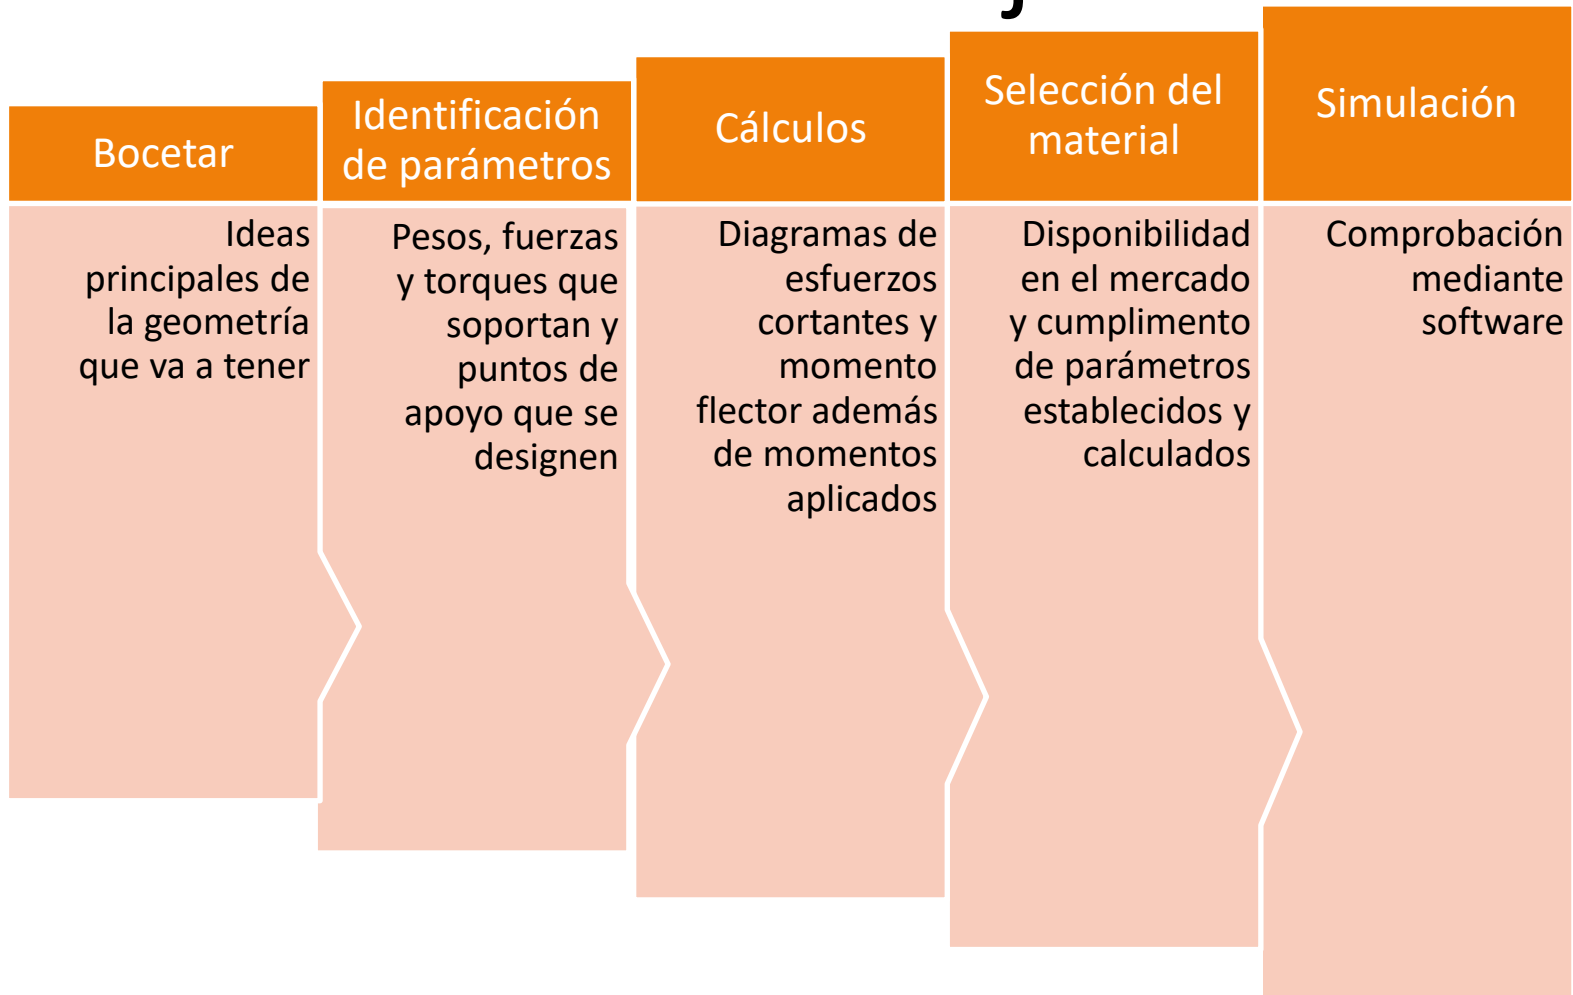 Bocetar
Ideas
principales de
la geometría
que va a tener
Identificación
de parámetros
Pesos, fuerzas
y torques que
soportan y
puntos de
apoyo que se
designen
Cálculos
Diagramas de
esfuerzos
cortantes y
momento
flector además
de momentos
aplicados
Selección del
material
Disponibilidad
en el mercado
y cumplimento
de parámetros
establecidos y
calculados
Simulación
Comprobación
mediante
software